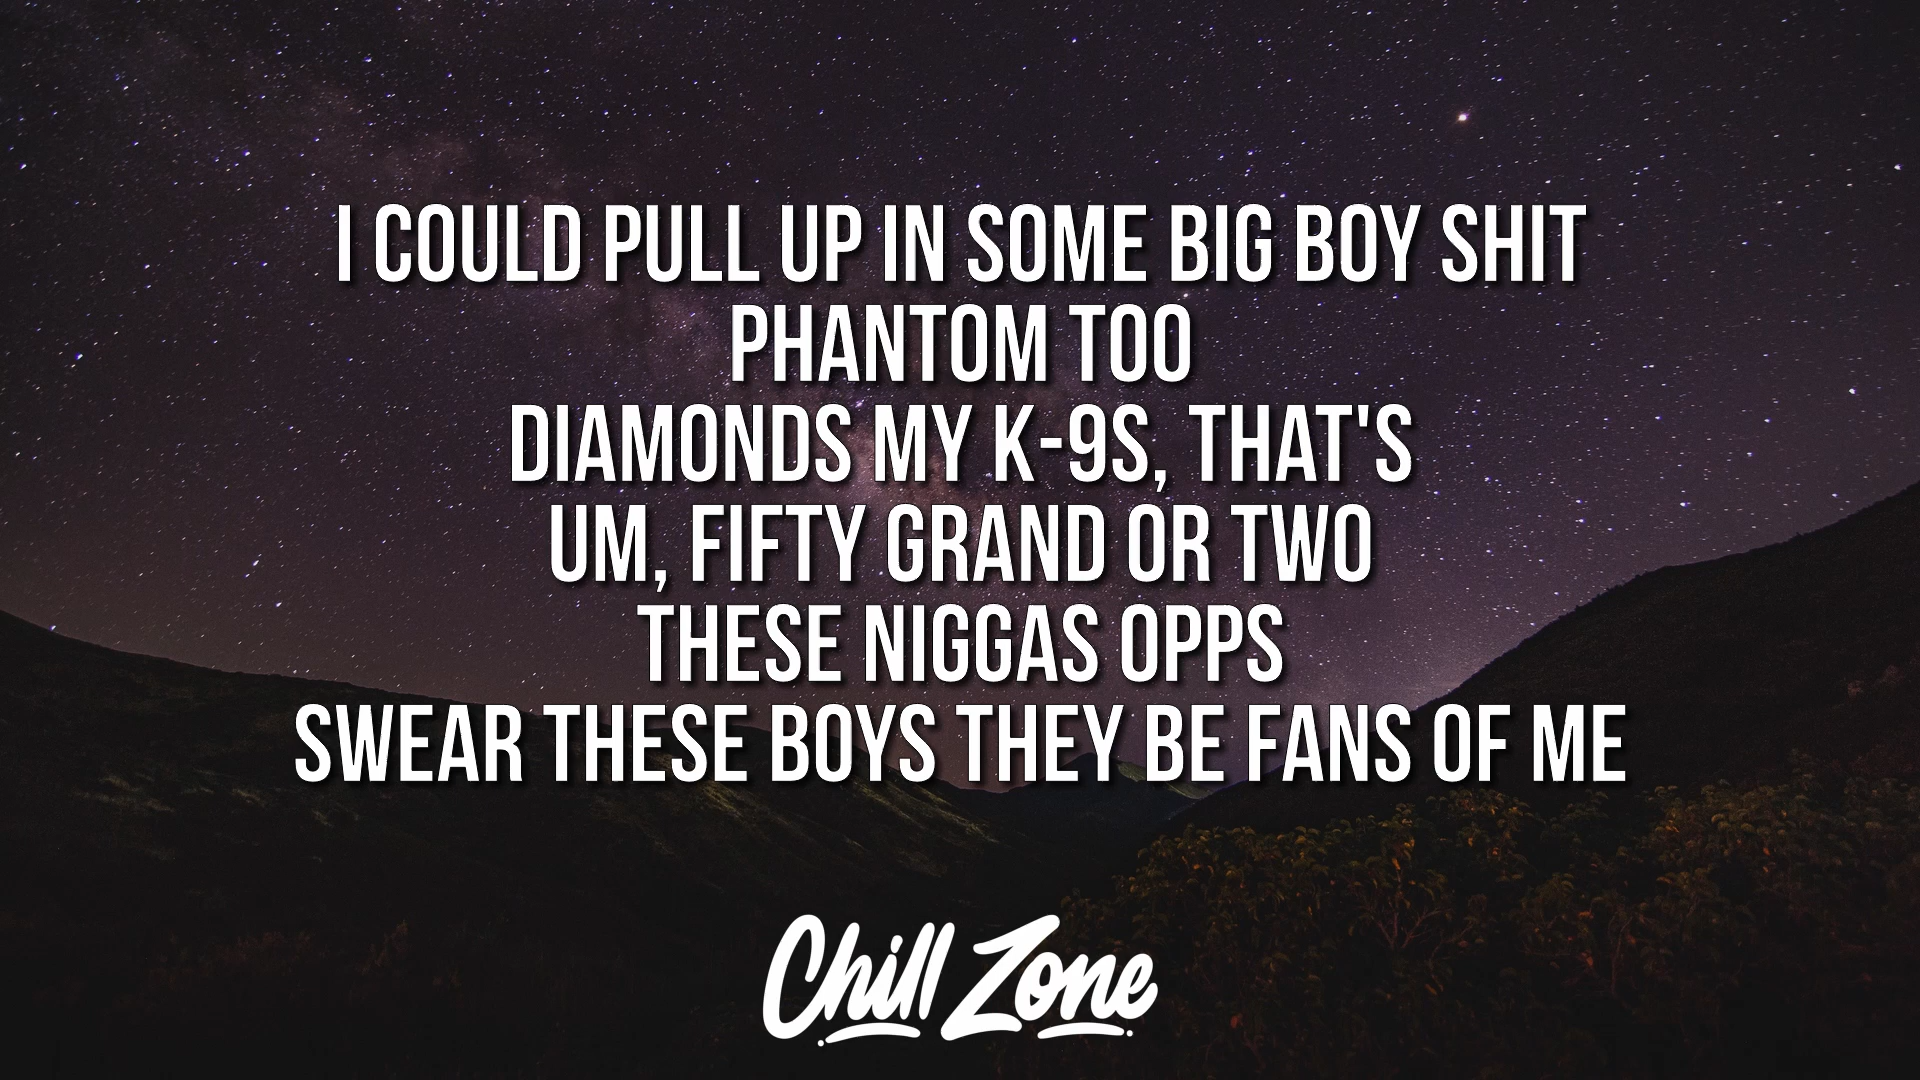 I COULD PULL UP IN SOME BIG BOY SHIT
PHANTOM TOO
DIAMONDS MY K-9S, THAT'S
UM, FIFTY GRAND OR TWO
THESE NIGGAS OPPS
SWEAR THESE BOYS THEY BE FANS OF ME
Chill Zone